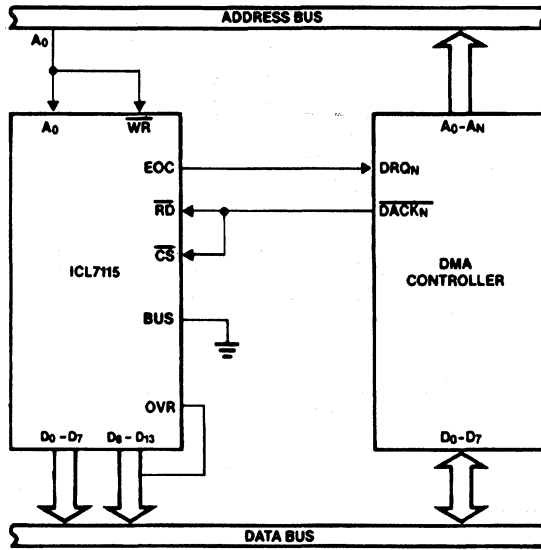 ADDRESS BUS
A0
A0
WR
A0-AN
EOC
DRQN
RD
DACKN
CS
ICL7115
DMA
CONTROLLER
BUS
OVR
D0-D7
D8-D13
D0-D7
DATA BUS